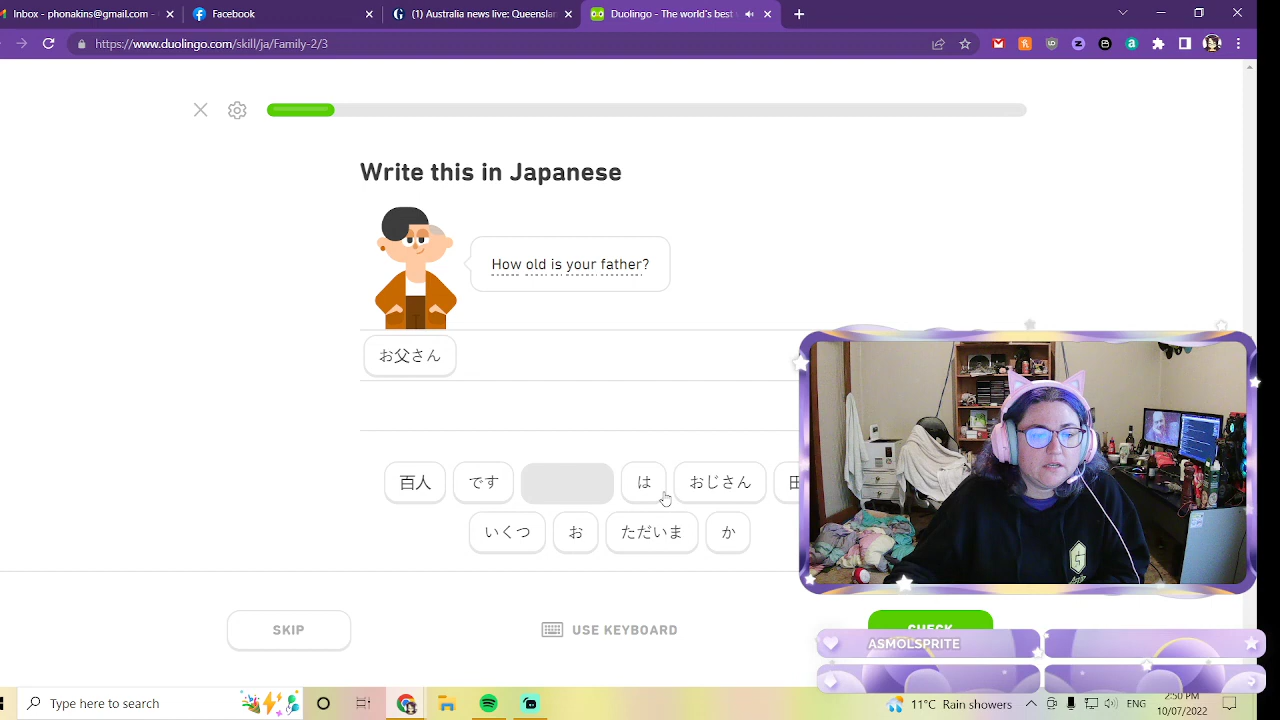 Inbox - phonakins@gmail.com
Facebook
(1) Australia news live: Queenslan
Duolingo - The world's best
https://www.duolingo.com/skill/ja/Family-2/3
Write this in Japanese
How old is your father?
お父さん
百人 です は おじさん 田
いくつ お ただいま か
SKIP
USE KEYBOARD
CHECK
ASMOLSPRITE
Type here to search
11°C Rain showers
ENG
2:50 PM
10/07/2022